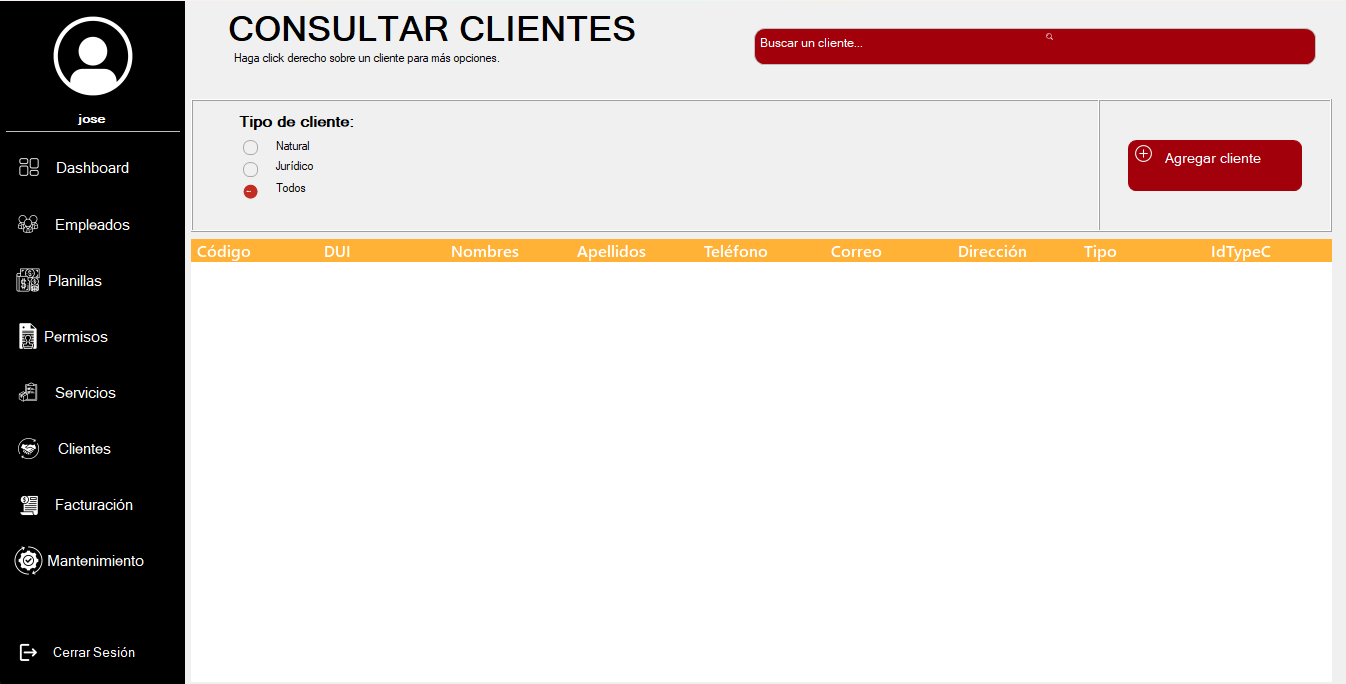 jose
Dashboard
Empleados
Planillas
Permisos
Servicios
Clientes
Facturación
Mantenimiento
Cerrar Sesión
CONSULTAR CLIENTES
Haga click derecho sobre un cliente para más opciones.
Buscar un cliente...
Tipo de cliente:
Natural
Jurídico
Todos
Agregar cliente
Código DUI Nombres Apellidos Teléfono Correo Dirección Tipo IdTypeC